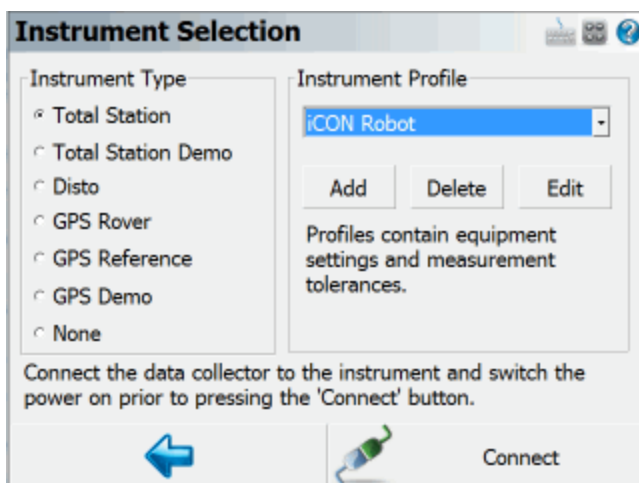 Instrument Selection
Instrument Type
Total Station
Total Station Demo
Disto
GPS Rover
GPS Reference
GPS Demo
None
Instrument Profile
iCON Robot
Add Delete Edit
Profiles contain equipment
settings and measurement
tolerances.
Connect the data collector to the instrument and switch the
power on prior to pressing the 'Connect' button.
Connect